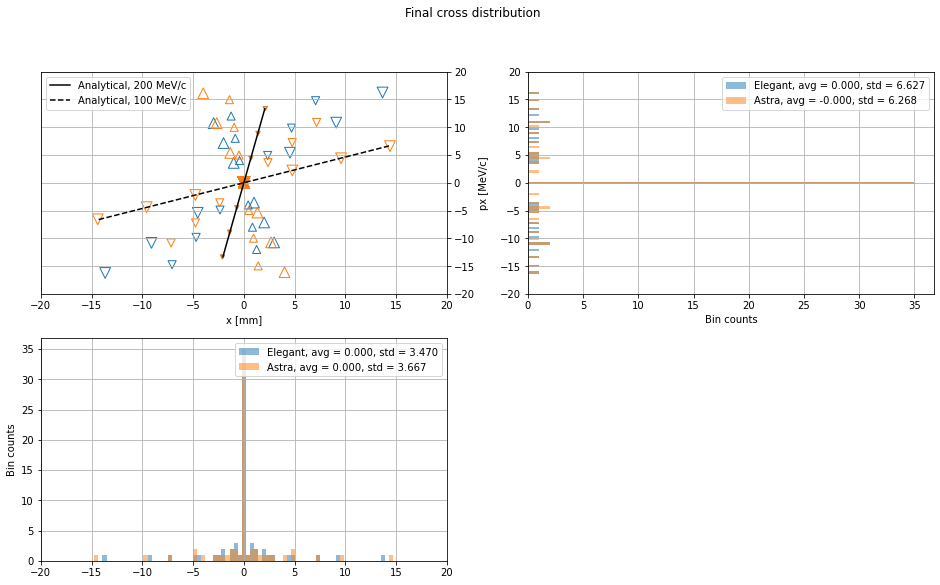 Final cross distribution
Analytical, 200 MeV/c
Analytical, 100 MeV/c
20
15
10
5
0
−5
−10
−15
−20
px [MeV/c]
−20 −15 −10 −5 0 5 10 15 20
x [mm]
Elegant, avg = 0.000, std = 6.627
Astra, avg = -0.000, std = 6.268
20
15
10
5
0
−5
−10
−15
−20
0 5 10 15 20 25 30 35
Bin counts
Elegant, avg = 0.000, std = 3.470
Astra, avg = 0.000, std = 3.667
35
30
25
20
15
10
5
0
Bin counts
−20 −15 −10 −5 0 5 10 15 20